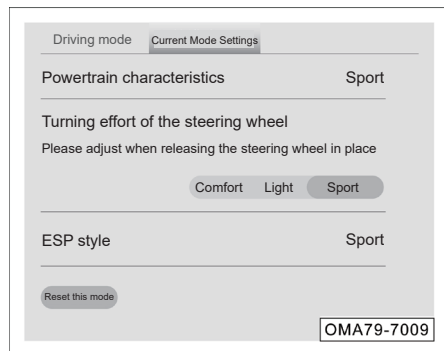 Driving mode Current Mode Settings
Powertrain characteristics Sport
Turning effort of the steering wheel
Please adjust when releasing the steering wheel in place
Comfort Light Sport
ESP style Sport
Reset this mode
OMA79-7009